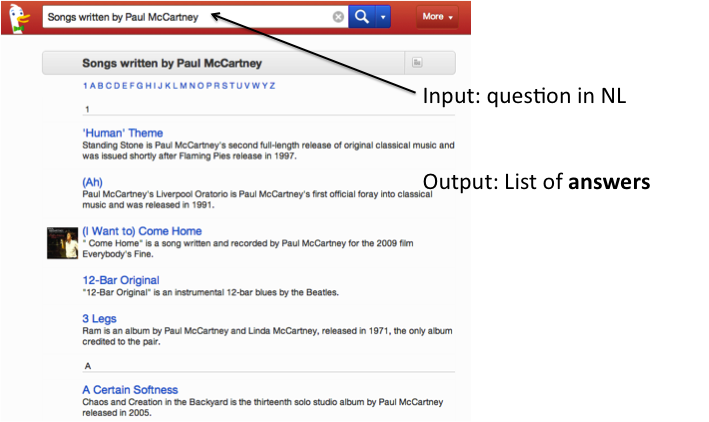 Songs written by Paul McCartney
More
Input: question in NL
Songs written by Paul McCartney
1 A B C D E F G H I J K L M N O P R S T U V W Y Z
1
'Human' Theme
Standing Stone is Paul McCartney's second full-length release of original classical music and
was issued shortly after Flaming Pies release in 1997.
Output: List of answers
(Ah)
Paul McCartney's Liverpool Oratorio is Paul McCartney's first official foray into classical
music and was released in 1991.
(I Want to) Come Home
" Come Home" is a song written and recorded by Paul McCartney for the 2009 film
Everybody's Fine.
12-Bar Original
"12-Bar Original" is an instrumental 12-bar blues by the Beatles.
3 Legs
Ram is an album by Paul McCartney and Linda McCartney, released in 1971, the only album
credited to the pair.
A
A Certain Softness
Chaos and Creation in the Backyard is the thirteenth solo studio album by Paul McCartney
released in 2005.